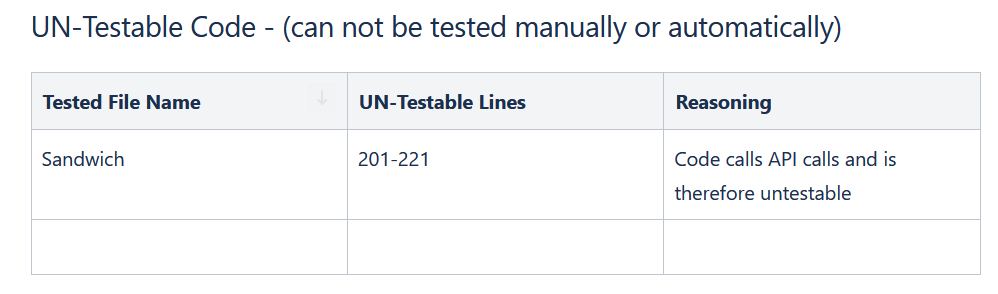 UN-Testable Code - (can not be tested manually or automatically)
Tested File Name UN-Testable Lines Reasoning
Sandwich 201-221 Code calls API calls and is
therefore untestable